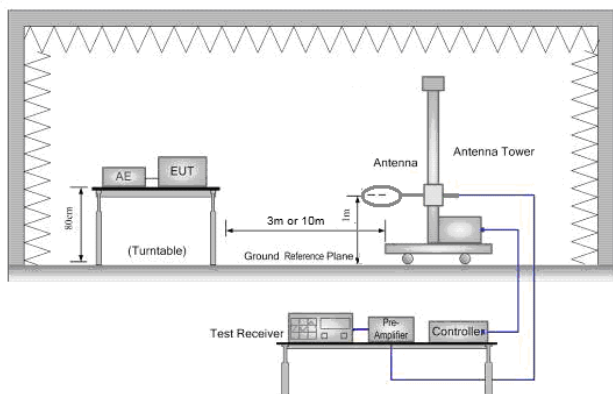 AE
EUT
Antenna
Antenna Tower
80cm
(Turntable)
3m or 10m
1m
Ground Reference Plane
Test Receiver
Pre-
Amplifier
Controller